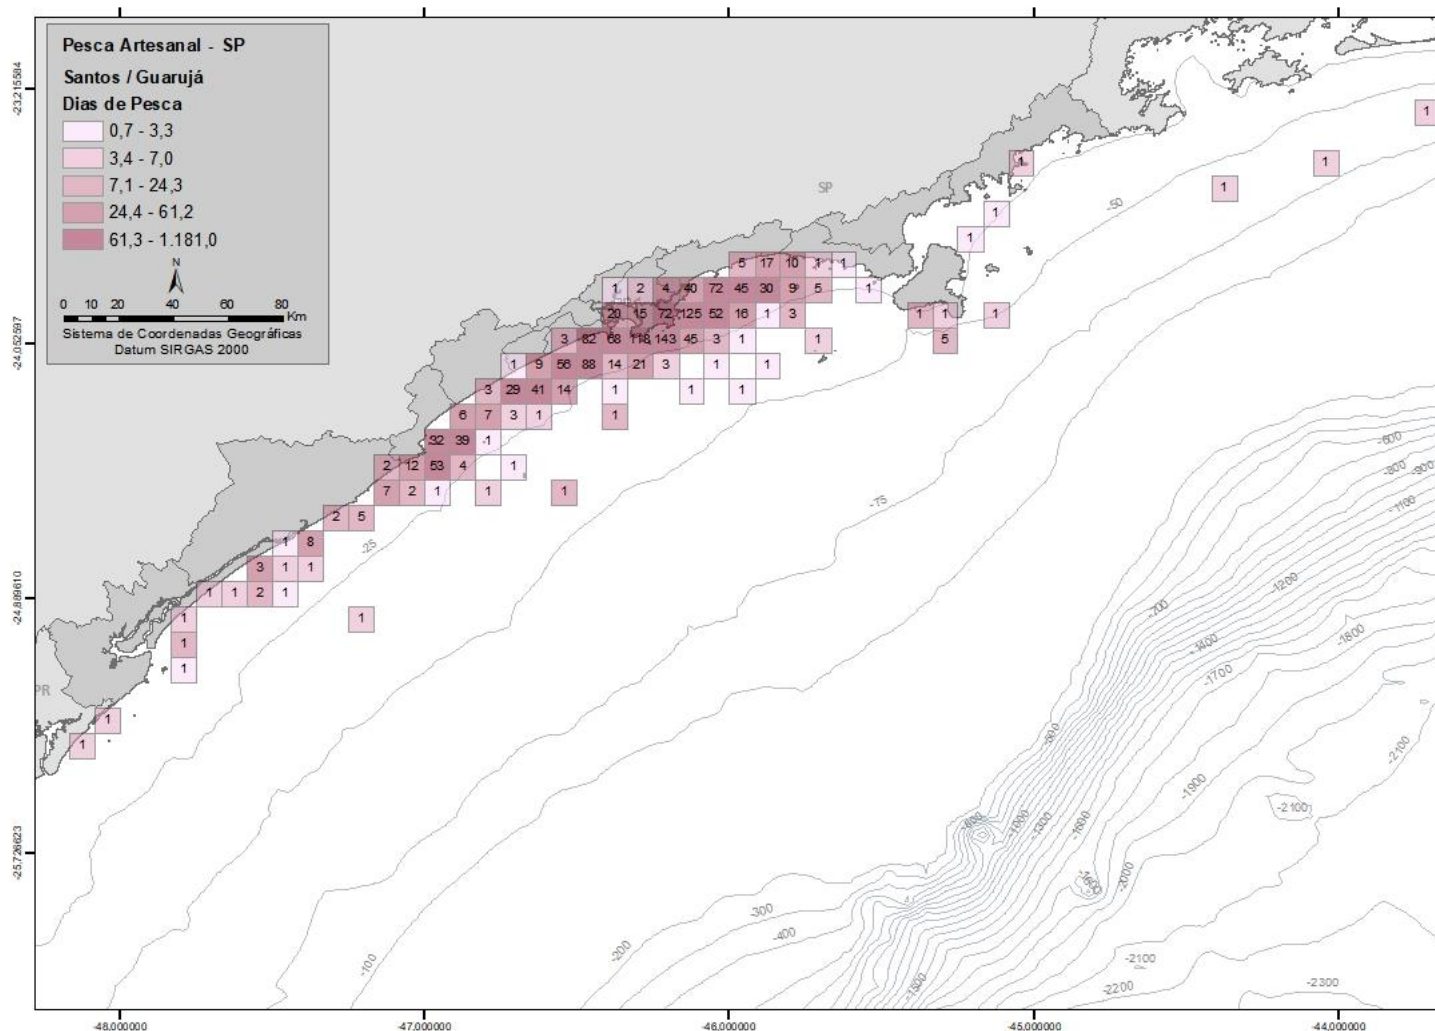 Pesca Artesanal - SP
Santos / Guarujá
Dias de Pesca
0,7 - 3,3
3,4 - 7,0
7,1 - 24,3
24,4 - 61,2
61,3 - 1.181,0
N
0 10 20 40 60 80
Km
Sistema de Coordenadas Geográficas
Datum SIRGAS 2000
-23,215584
-24,052597
-24,889610
-25,726623
SP
PR
1
1 1
1
1
1
5 17 10 1 1
1 2 4 40 72 45 30 9 5 1
20 15 72 125 52 16 1 3 1 1 1
3 82 68 118 143 45 3 1 1 5
1 9 56 88 14 21 3 1 1
3 29 41 14 1 1 1
6 7 3 1 1
32 39 1
2 12 53 4 1
7 2 1 1 1
2 5
1 8
3 1 1
1 1 2 1
1 1
1
1
1
1
-50
-75
-25
-100
-600
-800 -900
-1100
-1200
-700
-1400
-1700
-1800
-2100
-1900
-2100
-1000
-1300
-1600
-1600
-2000
-300
-400
-200
-1500
-2100
-2200
-2300
-48,000000 -47,000000 -46,000000 -45,000000 -44,000000